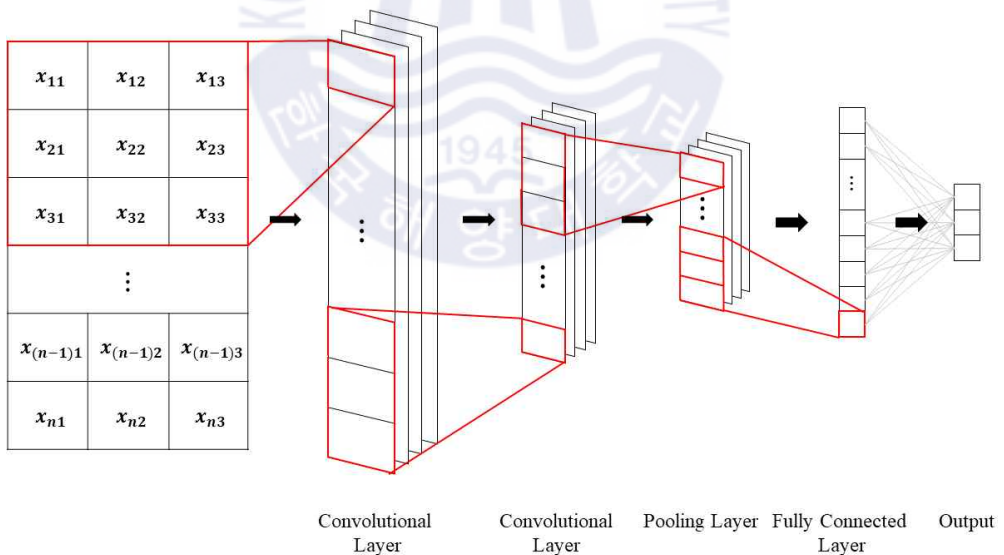 x₁₁ x₁₂ x₁₃
x₂₁ x₂₂ x₂₃
x₃₁ x₃₂ x₃₃
⋮
x₍ₙ₋₁₎₁ x₍ₙ₋₁₎₂ x₍ₙ₋₁₎₃
xₙ₁ xₙ₂ xₙ₃
1945
Convolutional Layer
Convolutional Layer
Pooling Layer
Fully Connected Layer
Output